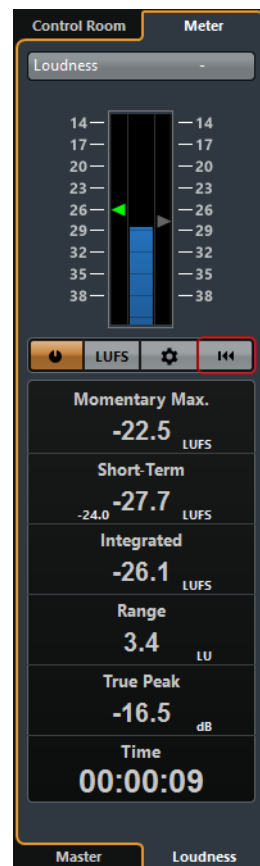 Control Room Meter
Loudness -
14 14
17 17
20 20
23 23
26 26
29 29
32 32
35 35
38 38
LUFS
Momentary Max.
-22.5 LUFS
Short-Term
-24.0 -27.7 LUFS
Integrated
-26.1 LUFS
Range
3.4 LU
True Peak
-16.5 dB
Time
00:00:09
Master Loudness